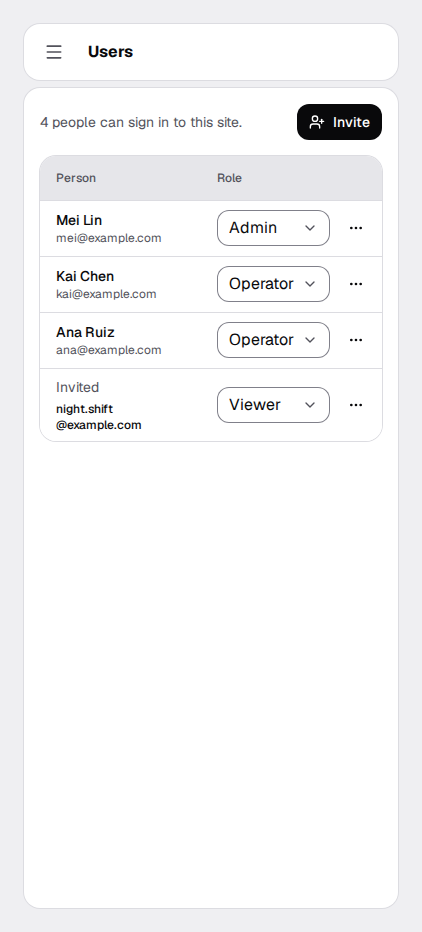 Users
4 people can sign in to this site.
Invite
Person Role
Mei Lin
mei@example.com
Admin
Kai Chen
kai@example.com
Operator
Ana Ruiz
ana@example.com
Operator
Invited
night.shift
@example.com
Viewer